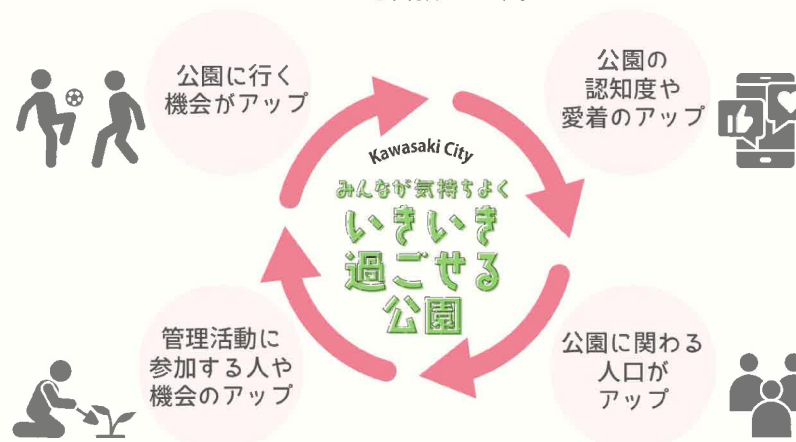 公園に行く
機会がアップ
公園の
認知度や
愛着のアップ
Kawasaki City
みんなが気持ちよく
いきいき
過ごせる
公園
管理活動に
参加する人や
機会のアップ
公園に関わる
人口が
アップ